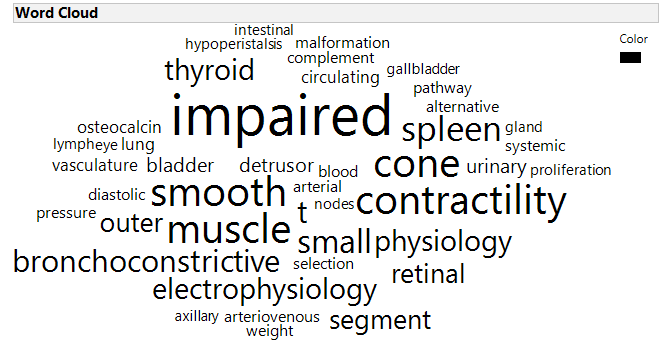 Word Cloud
intestinal
hypoperistalsis malformation
Color
complement
thyroid circulating gallbladder
pathway
impaired alternative
osteocalcin spleen gland
lympheye lung systemic
vasculature bladder detrusor blood cone urinary proliferation
diastolic smooth arterial contractility
pressure outer muscle t nodes
small physiology
bronchoconstrictive selection retinal
electrophysiology
axillary arteriovenous segment
weight